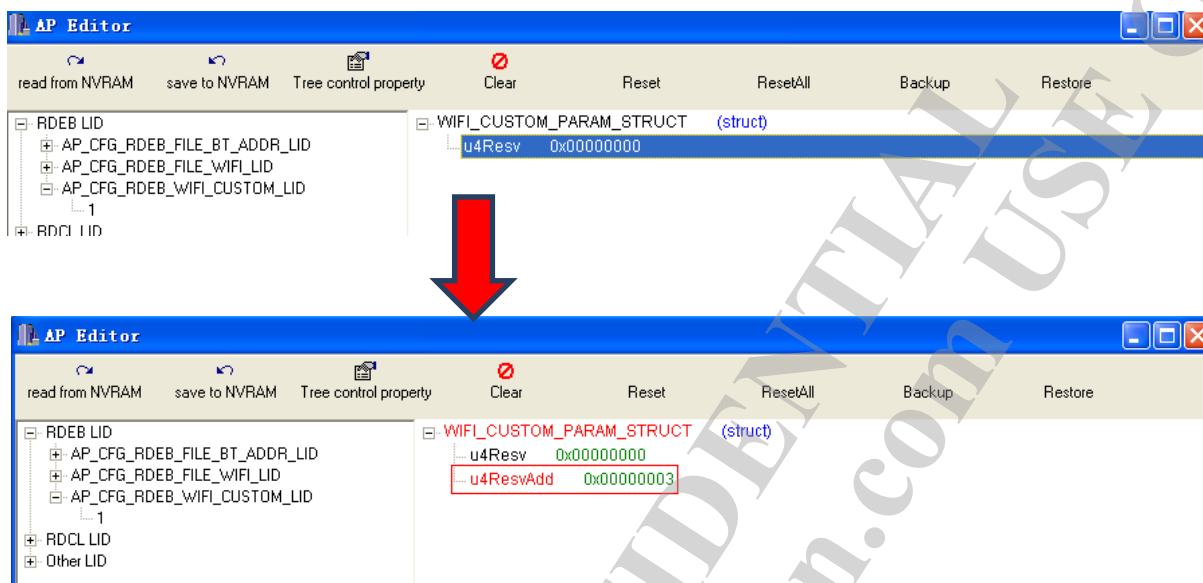 AP Editor
read from NVRAM save to NVRAM Tree control property Clear Reset ResetAll Backup Restore
RDEB LID
AP_CFG_RDEB_FILE_BT_ADDR_LID
AP_CFG_RDEB_FILE_WIFI_LID
AP_CFG_RDEB_WIFI_CUSTOM_LID
1
RDCL LID
WIFI_CUSTOM_PARAM_STRUCT (struct)
u4Resv 0x00000000
AP Editor
read from NVRAM save to NVRAM Tree control property Clear Reset ResetAll Backup Restore
RDEB LID
AP_CFG_RDEB_FILE_BT_ADDR_LID
AP_CFG_RDEB_FILE_WIFI_LID
AP_CFG_RDEB_WIFI_CUSTOM_LID
1
RDCL LID
Other LID
WIFI_CUSTOM_PARAM_STRUCT (struct)
u4Resv 0x00000000
u4ResvAdd 0x00000003
USE